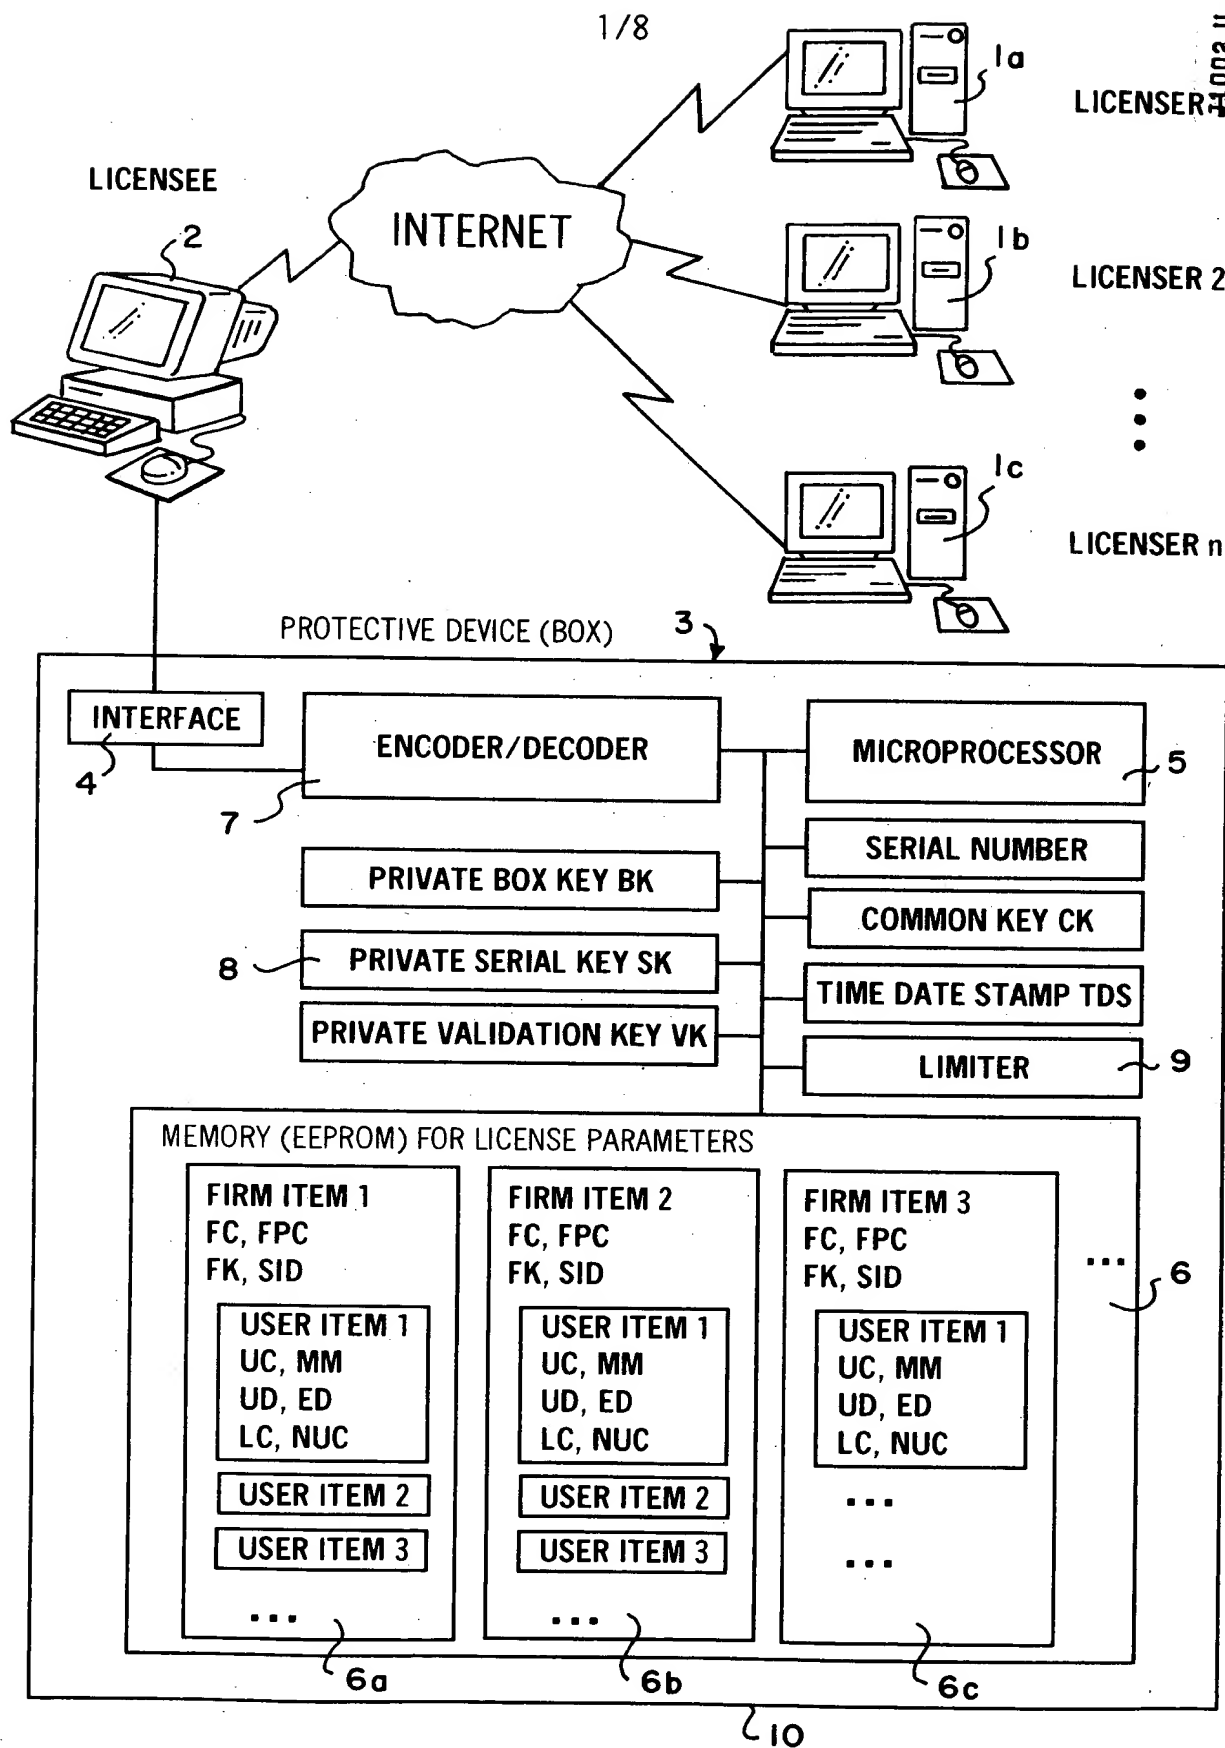 1/8
1a
LICENSER 1
LICENSEE
2
INTERNET
1b
LICENSER 2
1c
LICENSER n
PROTECTIVE DEVICE (BOX)
3
INTERFACE
4
ENCODER/DECODER
7
MICROPROCESSOR
5
SERIAL NUMBER
PRIVATE BOX KEY BK
COMMON KEY CK
8
PRIVATE SERIAL KEY SK
TIME DATE STAMP TDS
PRIVATE VALIDATION KEY VK
LIMITER
9
MEMORY (EEPROM) FOR LICENSE PARAMETERS
FIRM ITEM 1
FC, FPC
FK, SID
USER ITEM 1
UC, MM
UD, ED
LC, NUC
USER ITEM 2
USER ITEM 3
...
6a
FIRM ITEM 2
FC, FPC
FK, SID
USER ITEM 1
UC, MM
UD, ED
LC, NUC
USER ITEM 2
USER ITEM 3
...
6b
FIRM ITEM 3
FC, FPC
FK, SID
USER ITEM 1
UC, MM
UD, ED
LC, NUC
...
...
6c
...
6
10